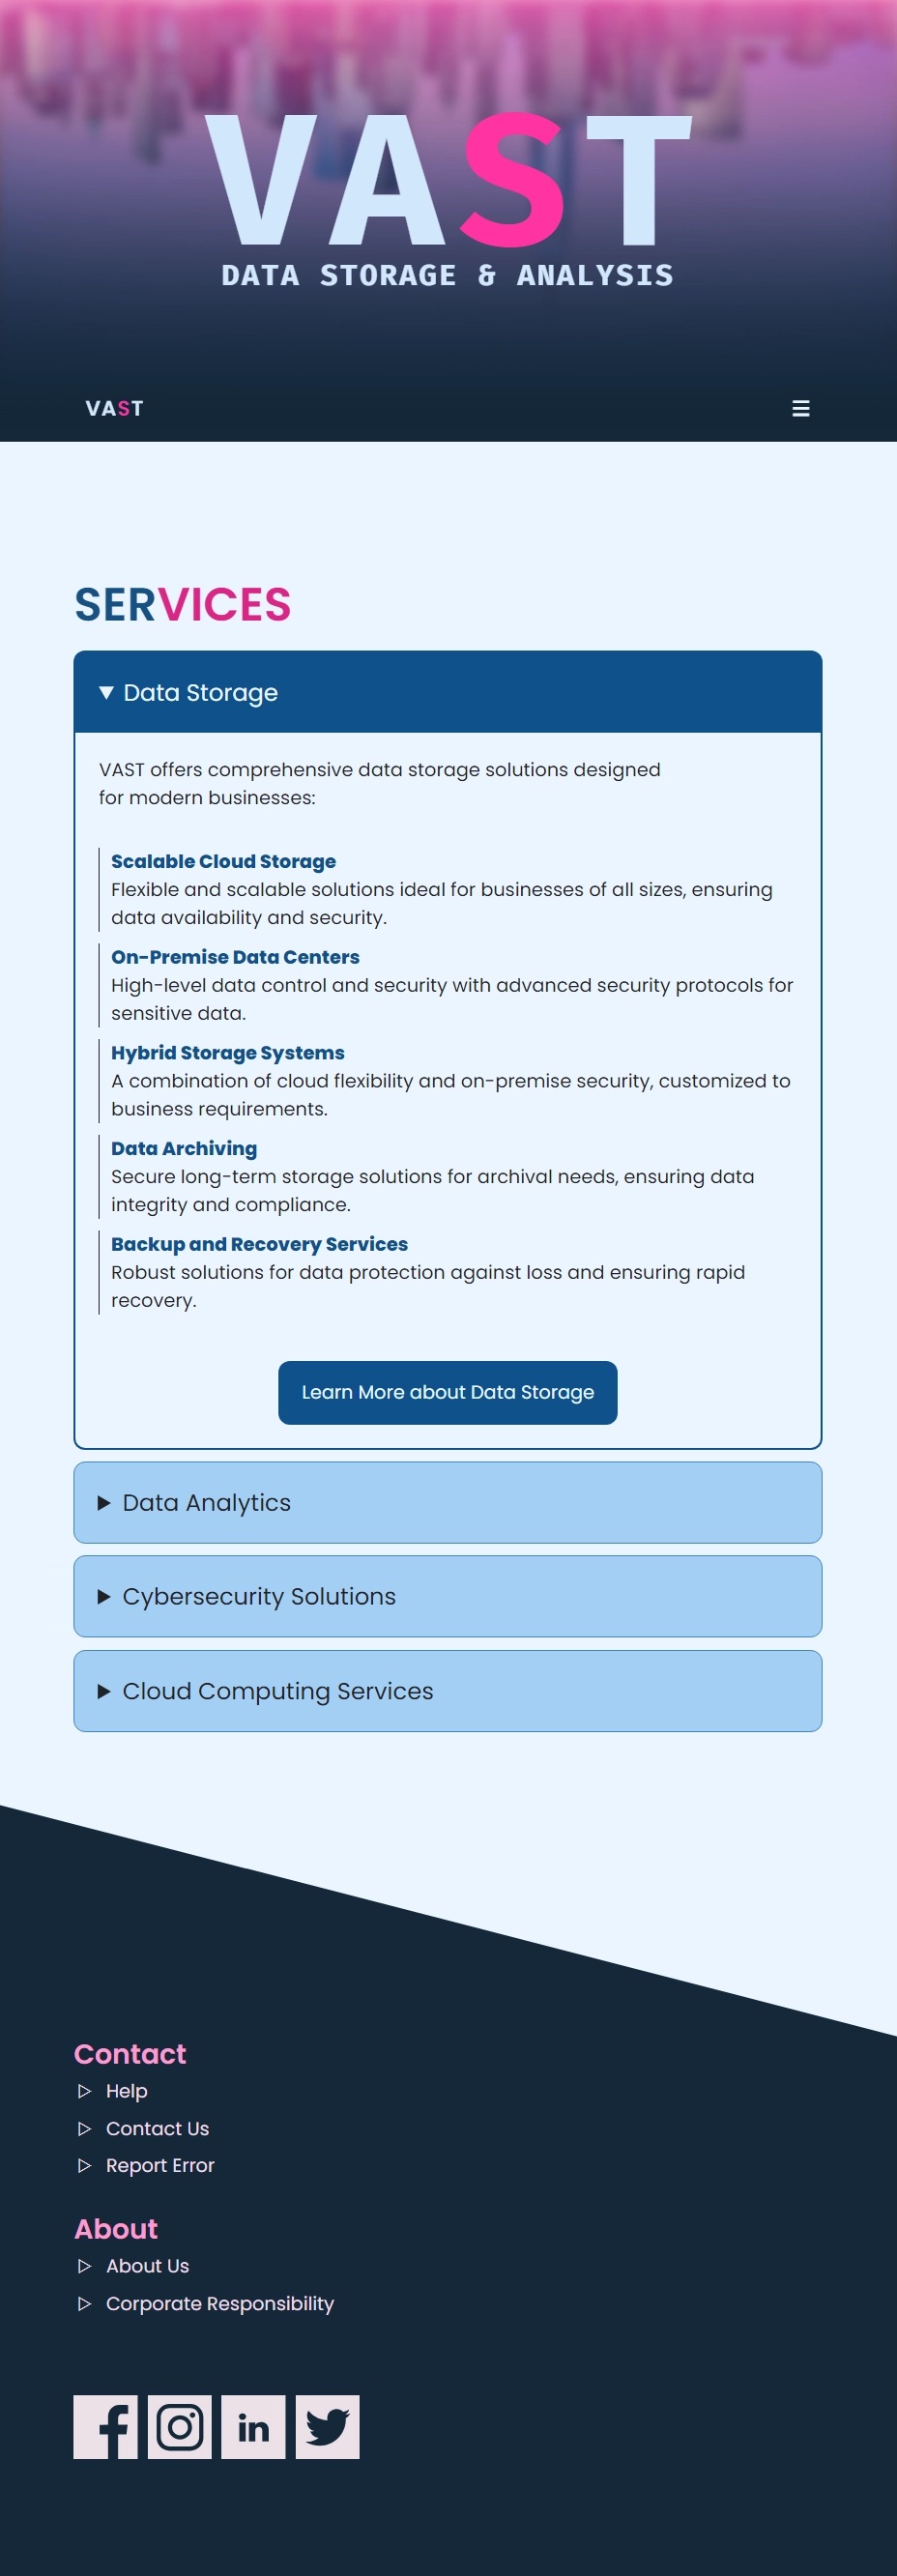 VAST
DATA STORAGE & ANALYSIS
VAST
SERVICES
Data Storage
VAST offers comprehensive data storage solutions designed
for modern businesses:
Scalable Cloud Storage
Flexible and scalable solutions ideal for businesses of all sizes, ensuring
data availability and security.
On-Premise Data Centers
High-level data control and security with advanced security protocols for
sensitive data.
Hybrid Storage Systems
A combination of cloud flexibility and on-premise security, customized to
business requirements.
Data Archiving
Secure long-term storage solutions for archival needs, ensuring data
integrity and compliance.
Backup and Recovery Services
Robust solutions for data protection against loss and ensuring rapid
recovery.
Learn More about Data Storage
Data Analytics
Cybersecurity Solutions
Cloud Computing Services
Contact
Help
Contact Us
Report Error
About
About Us
Corporate Responsibility